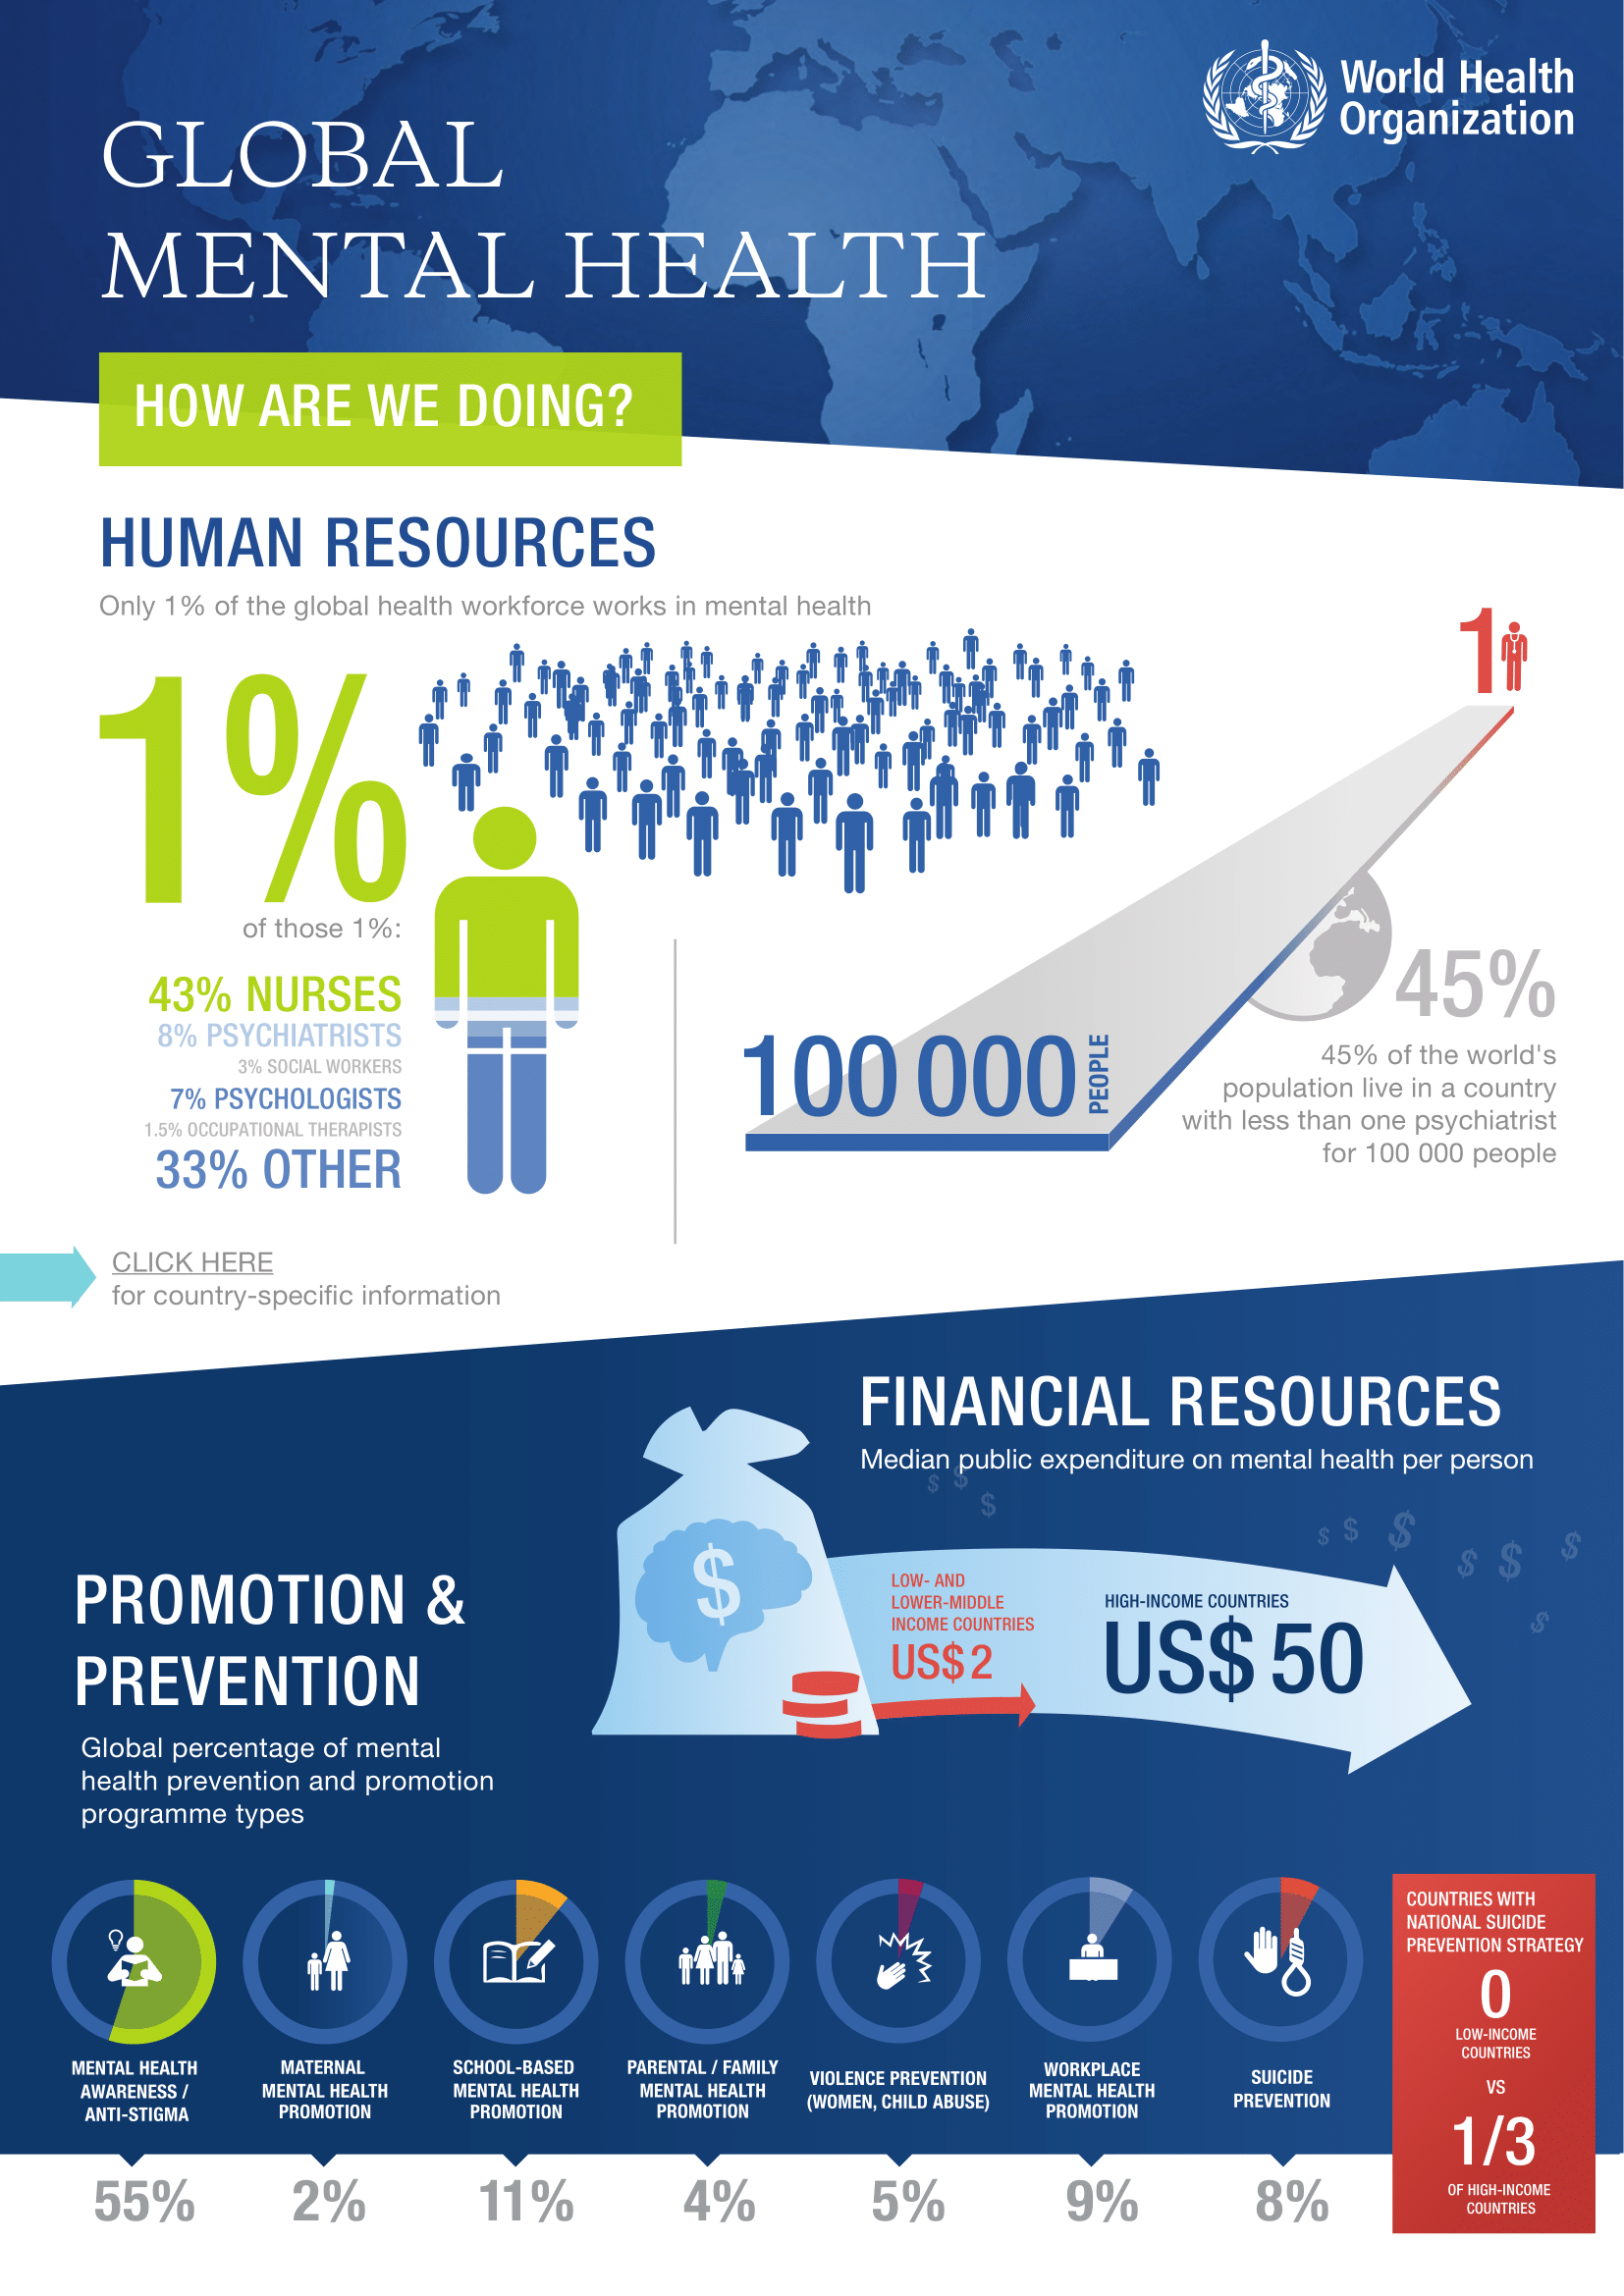 World Health
Organization
GLOBAL
MENTAL HEALTH
HOW ARE WE DOING?
HUMAN RESOURCES
Only 1% of the global health workforce works in mental health
1%
of those 1%:
43% NURSES
8% PSYCHIATRISTS
3% SOCIAL WORKERS
7% PSYCHOLOGISTS
1.5% OCCUPATIONAL THERAPISTS
33% OTHER
1
100 000 PEOPLE
45%
45% of the world's
population live in a country
with less than one psychiatrist
for 100 000 people
CLICK HERE
for country-specific information
FINANCIAL RESOURCES
Median public expenditure on mental health per person
$ $
$
$ $ $
$ $ $
$
$
LOW- AND
LOWER-MIDDLE
INCOME COUNTRIES
US$ 2
HIGH-INCOME COUNTRIES
US$ 50
PROMOTION &
PREVENTION
Global percentage of mental
health prevention and promotion
programme types
MENTAL HEALTH
AWARENESS /
ANTI-STIGMA
55%
MATERNAL
MENTAL HEALTH
PROMOTION
2%
SCHOOL-BASED
MENTAL HEALTH
PROMOTION
11%
PARENTAL / FAMILY
MENTAL HEALTH
PROMOTION
4%
VIOLENCE PREVENTION
(WOMEN, CHILD ABUSE)
5%
WORKPLACE
MENTAL HEALTH
PROMOTION
9%
SUICIDE
PREVENTION
8%
COUNTRIES WITH
NATIONAL SUICIDE
PREVENTION STRATEGY
0
LOW-INCOME
COUNTRIES
VS
1/3
OF HIGH-INCOME
COUNTRIES